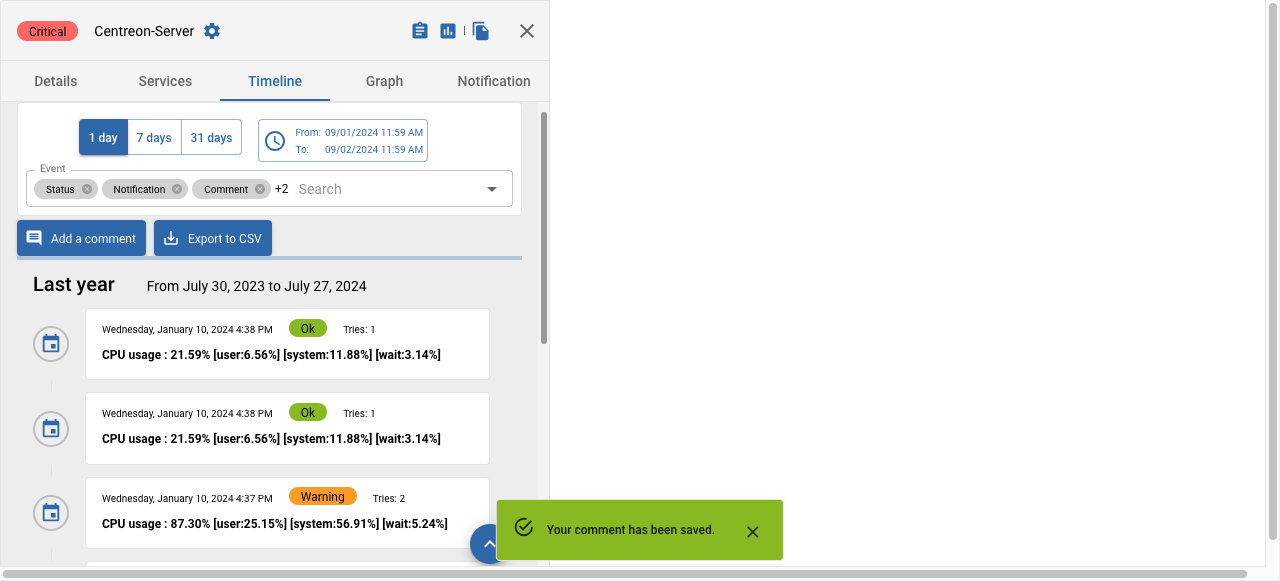 Critical Centreon-Server
Details Services Timeline Graph Notification
1 day 7 days 31 days
From: 09/01/2024 11:59 AM
To: 09/02/2024 11:59 AM
Event
Status Notification Comment +2 Search
Add a comment Export to CSV
Last year From July 30, 2023 to July 27, 2024
Wednesday, January 10, 2024 4:38 PM Ok Tries: 1
CPU usage : 21.59% [user:6.56%] [system:11.88%] [wait:3.14%]
Wednesday, January 10, 2024 4:38 PM Ok Tries: 1
CPU usage : 21.59% [user:6.56%] [system:11.88%] [wait:3.14%]
Wednesday, January 10, 2024 4:37 PM Warning Tries: 2
CPU usage : 87.30% [user:25.15%] [system:56.91%] [wait:5.24%]
Your comment has been saved.